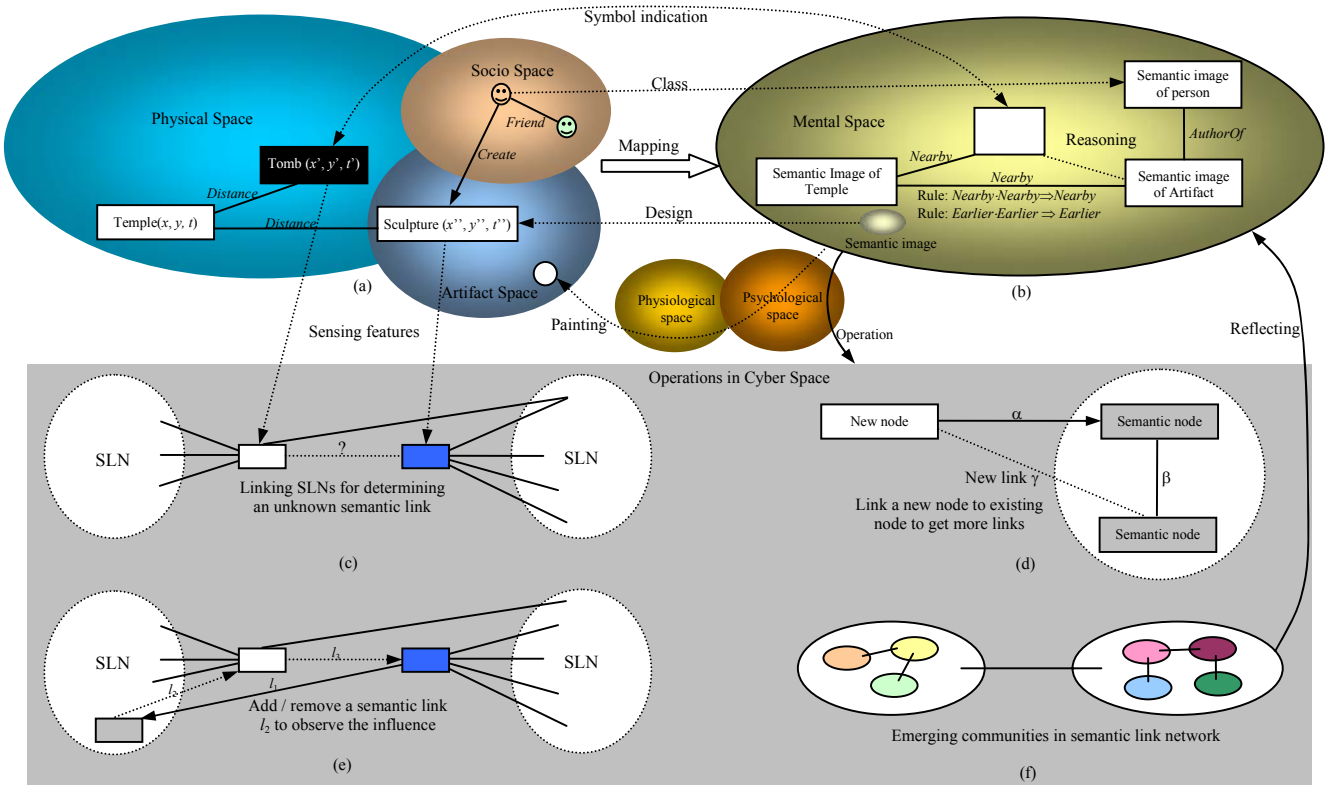 Symbol indication
Socio Space
Class
Semantic image
of person
Physical Space
Friend
Mental Space
Reasoning
Create
Mapping
AuthorOf
Tomb (x', y', t')
Nearby
Semantic Image of
Temple
Nearby
Semantic image
of Artifact
Distance
Rule: Nearby·Nearby⇒Nearby
Rule: Earlier·Earlier ⇒ Earlier
Temple(x, y, t)
Distance
Sculpture (x'', y'', t'')
Design
Semantic image
(a)
Artifact Space
(b)
Physiological
space
Psychological
space
Sensing features
Painting
Operation
Reflecting
Operations in Cyber Space
SLN
?
SLN
Linking SLNs for determining
an unknown semantic link
(c)
New node
α
Semantic node
New link γ
β
Link a new node to existing
node to get more links
Semantic node
(d)
SLN
l3
SLN
l2
l1
Add / remove a semantic link
l2 to observe the influence
(e)
Emerging communities in semantic link network
(f)